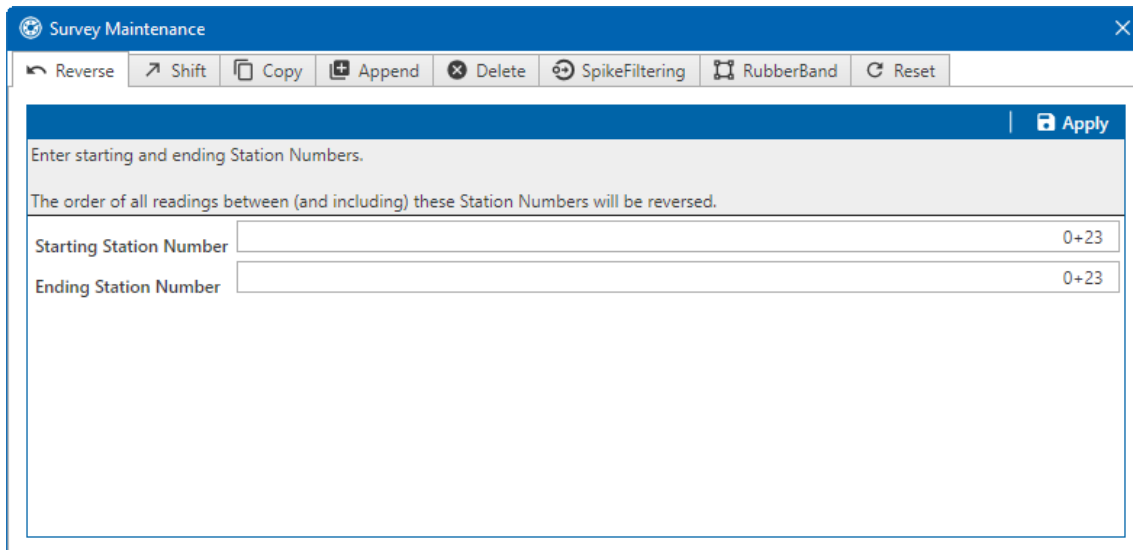 Survey Maintenance
Reverse Shift Copy Append Delete SpikeFiltering RubberBand Reset
Apply
Enter starting and ending Station Numbers.
The order of all readings between (and including) these Station Numbers will be reversed.
Starting Station Number 0+23
Ending Station Number 0+23